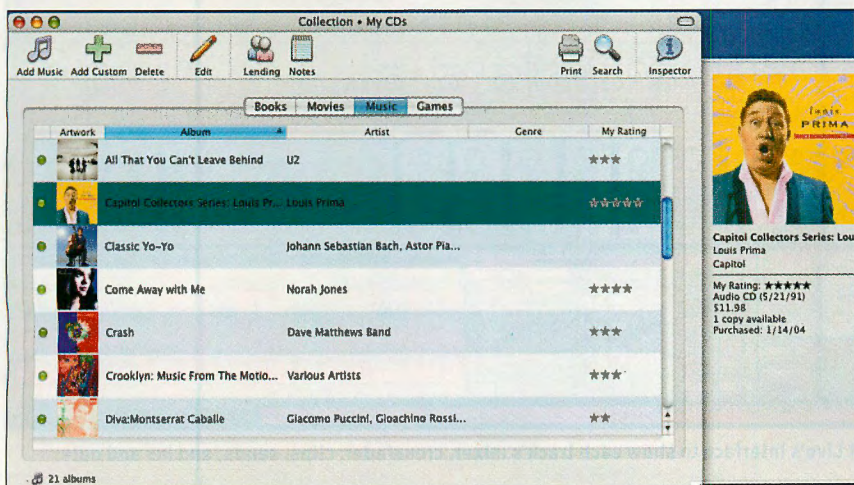 Collection • My CDs
Add Music Add Custom Delete Edit Lending Notes Print Search Inspector
Books Movies Music Games
Artwork Album Artist Genre My Rating
All That You Can't Leave Behind U2 ★★★
Capitol Collectors Series: Louis Pr... Louis Prima ★★★★★
Classic Yo-Yo Johann Sebastian Bach, Astor Pia...
Come Away with Me Norah Jones ★★★★
Crash Dave Matthews Band ★★★
Crooklyn: Music From The Motio... Various Artists ★★★
Diva:Montserrat Caballe Giacomo Puccini, Gioachino Rossi... ★★
21 albums
louis
PRIMA
Capitol Collectors Series: Lou
Louis Prima
Capitol
My Rating: ★★★★★
Audio CD (5/21/91)
$11.98
1 copy available
Purchased: 1/14/04